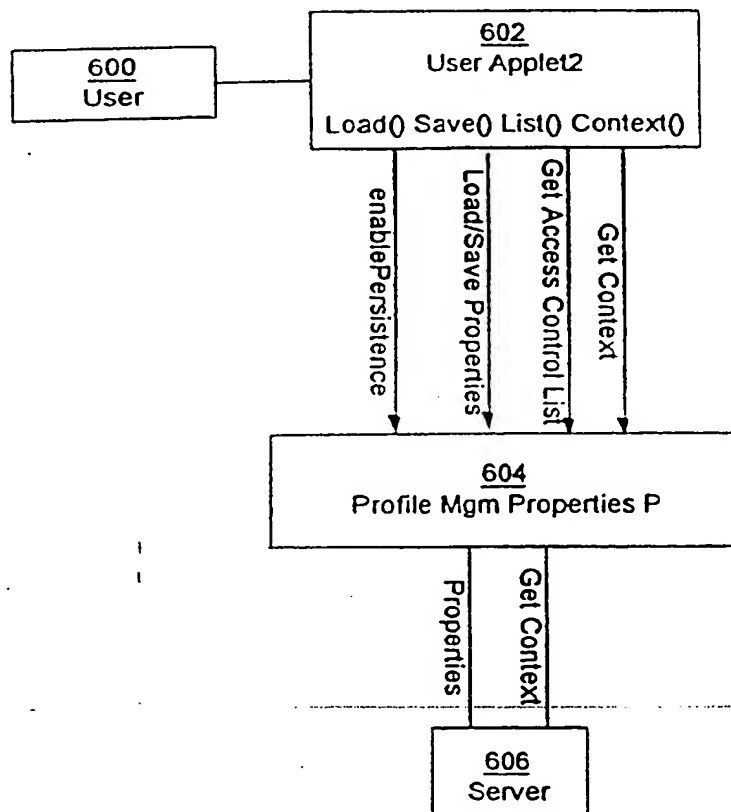 600
User
602
User Applet2
Load() Save() List() Context()
enablePersistence
Load/Save Properties
Get Access Control List
Get Context
604
Profile Mgm Properties P
Properties
Get Context
606
Server